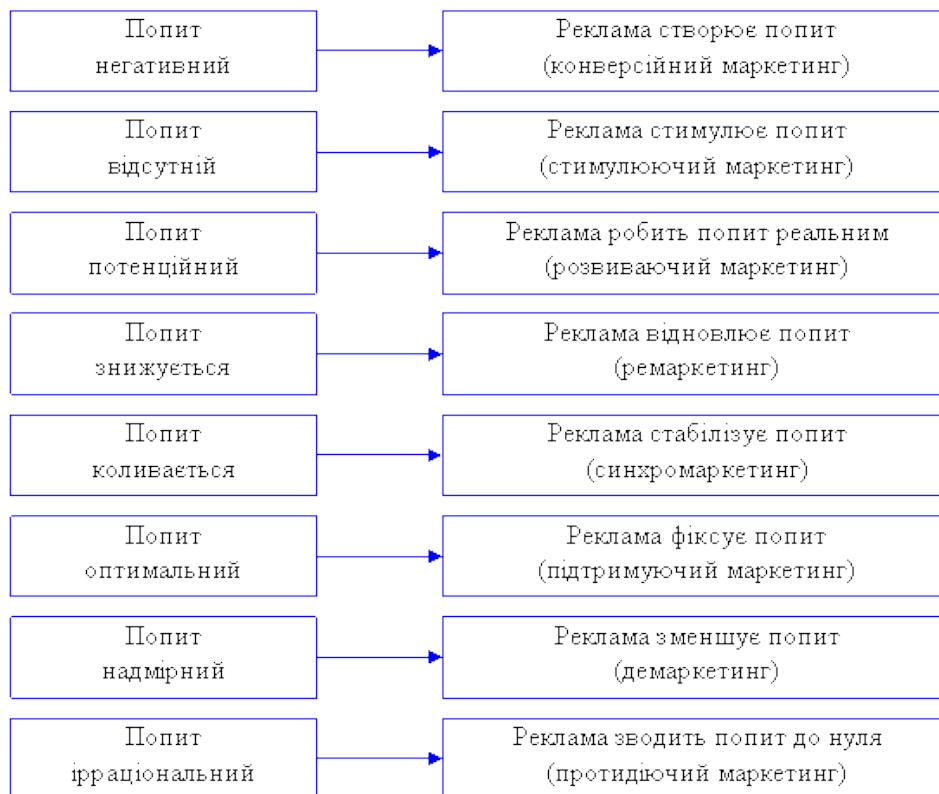 Попит
негативний
Реклама створює попит
(конверсійний маркетинг)
Попит
відсутній
Реклама стимулює попит
(стимулюючий маркетинг)
Попит
потенційний
Реклама робить попит реальним
(розвиваючий маркетинг)
Попит
знижується
Реклама відновлює попит
(ремаркетинг)
Попит
коливається
Реклама стабілізує попит
(синхромаркетинг)
Попит
оптимальний
Реклама фіксує попит
(підтримуючий маркетинг)
Попит
надмірний
Реклама зменшує попит
(демаркетинг)
Попит
ірраціональний
Реклама зводить попит до нуля
(протидіючий маркетинг)